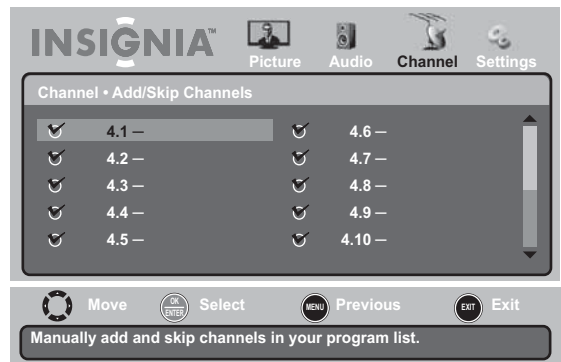 INSIGNIA™
Picture Audio Channel Settings
Channel • Add/Skip Channels
4.1 —
4.2 —
4.3 —
4.4 —
4.5 —
4.6 —
4.7 —
4.8 —
4.9 —
4.10 —
Move OK ENTER Select MENU Previous EXIT Exit
Manually add and skip channels in your program list.